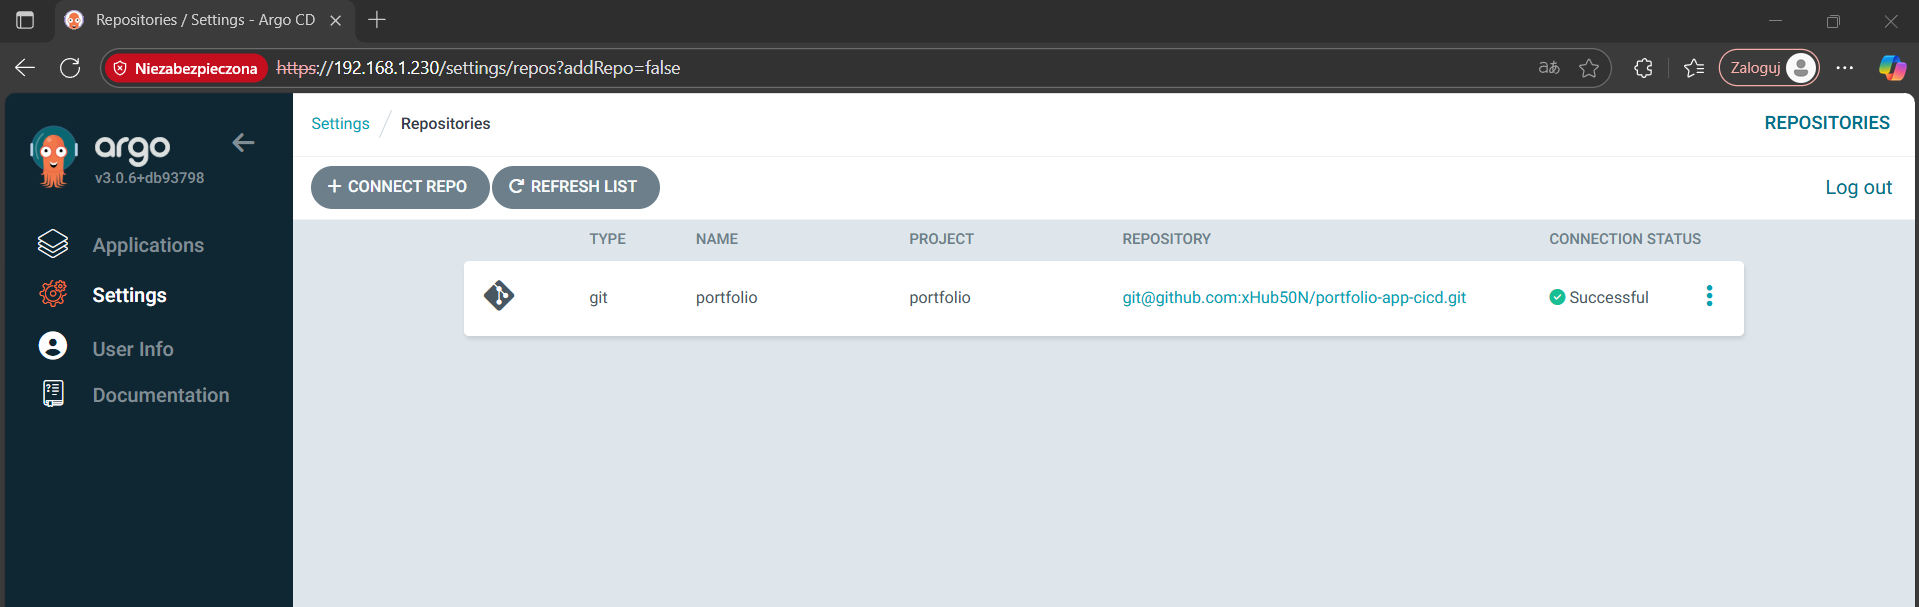 Repositories / Settings - Argo CD
Niezabezpieczona https://192.168.1.230/settings/repos?addRepo=false aあ Zaloguj
argo
v3.0.6+db93798
Applications
Settings
User Info
Documentation
Settings / Repositories REPOSITORIES
+ CONNECT REPO REFRESH LIST Log out
TYPE NAME PROJECT REPOSITORY CONNECTION STATUS
git portfolio portfolio git@github.com:xHub50N/portfolio-app-cicd.git Successful